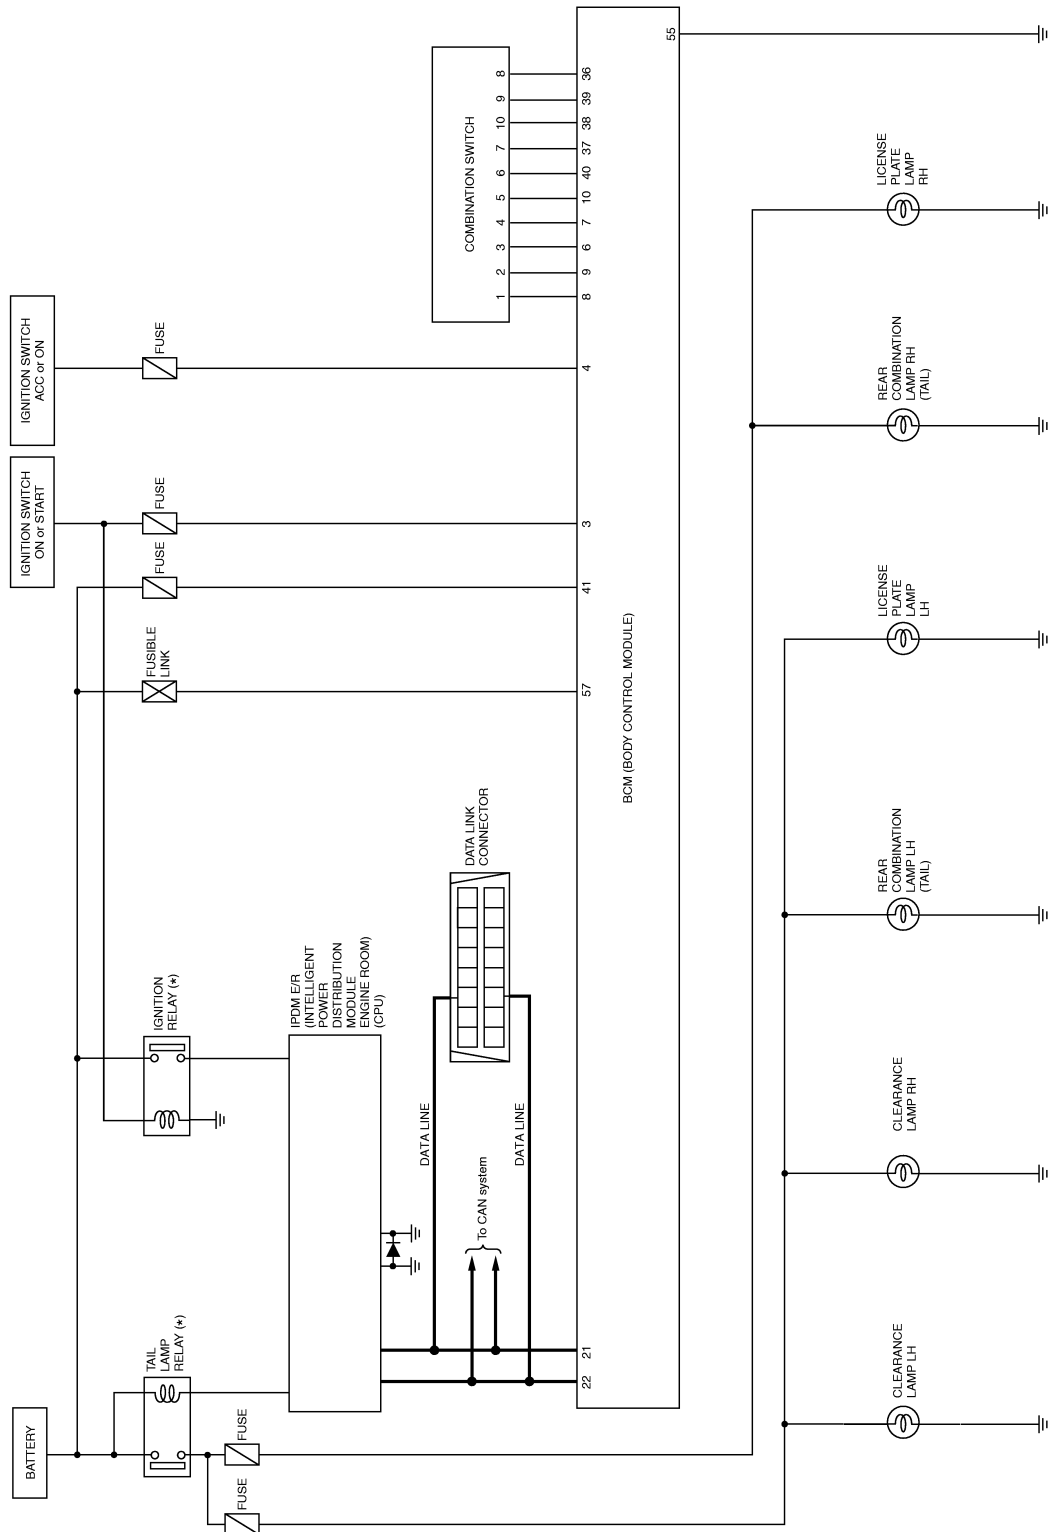 BATTERY
IGNITION SWITCH
ON or START
IGNITION SWITCH
ACC or ON
TAIL
LAMP
RELAY (*)
IGNITION
RELAY (*)
FUSIBLE
LINK
FUSE
FUSE
FUSE
FUSE
FUSE
IPDM E/R
(INTELLIGENT
POWER
DISTRIBUTION
MODULE
ENGINE ROOM)
(CPU)
DATA LINE
DATA LINE
To CAN system
DATA LINK
CONNECTOR
COMBINATION SWITCH
1
2
3
4
5
6
7
10
9
8
22
21
57
41
3
4
8
9
6
7
10
40
37
38
39
36
BCM (BODY CONTROL MODULE)
55
CLEARANCE
LAMP LH
CLEARANCE
LAMP RH
REAR
COMBINATION
LAMP LH
(TAIL)
LICENSE
PLATE
LAMP
LH
REAR
COMBINATION
LAMP RH
(TAIL)
LICENSE
PLATE
LAMP
RH